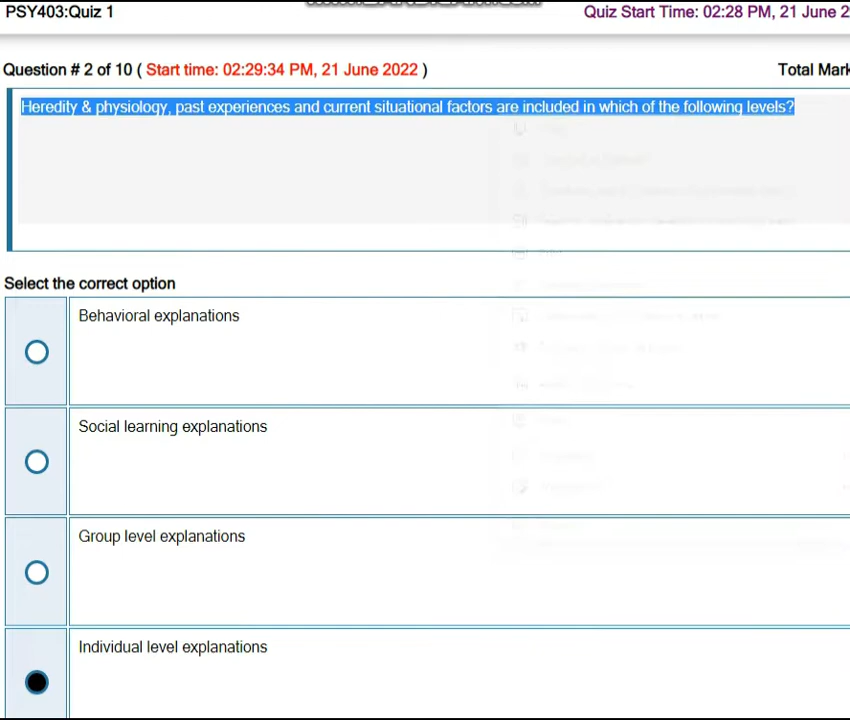 PSY403:Quiz 1
Quiz Start Time: 02:28 PM, 21 June 2
Question # 2 of 10 ( Start time: 02:29:34 PM, 21 June 2022 )
Total Mark
Heredity & physiology, past experiences and current situational factors are included in which of the following levels?
Select the correct option
Behavioral explanations
Social learning explanations
Group level explanations
Individual level explanations